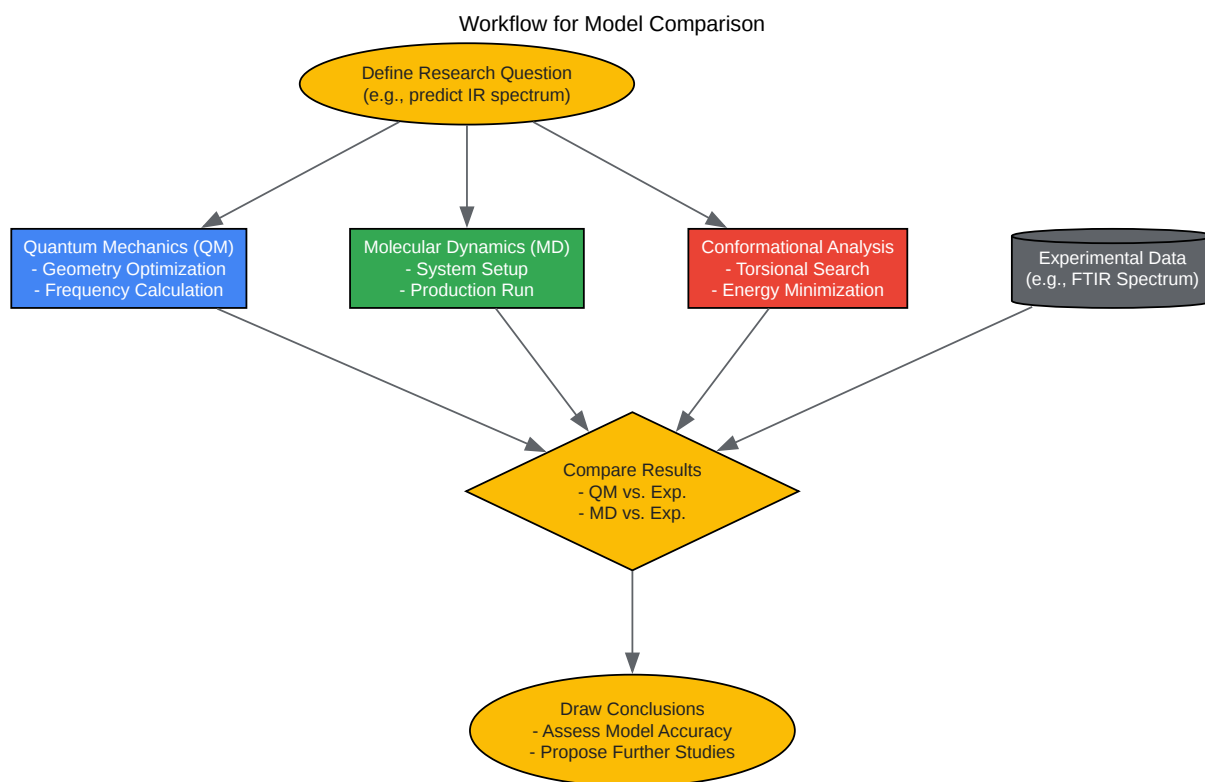 Workflow for Model Comparison
Define Research Question
(e.g., predict IR spectrum)
Quantum Mechanics (QM)
- Geometry Optimization
- Frequency Calculation
Molecular Dynamics (MD)
- System Setup
- Production Run
Conformational Analysis
- Torsional Search
- Energy Minimization
Experimental Data
(e.g., FTIR Spectrum)
Compare Results
- QM vs. Exp.
- MD vs. Exp.
Draw Conclusions
- Assess Model Accuracy
- Propose Further Studies